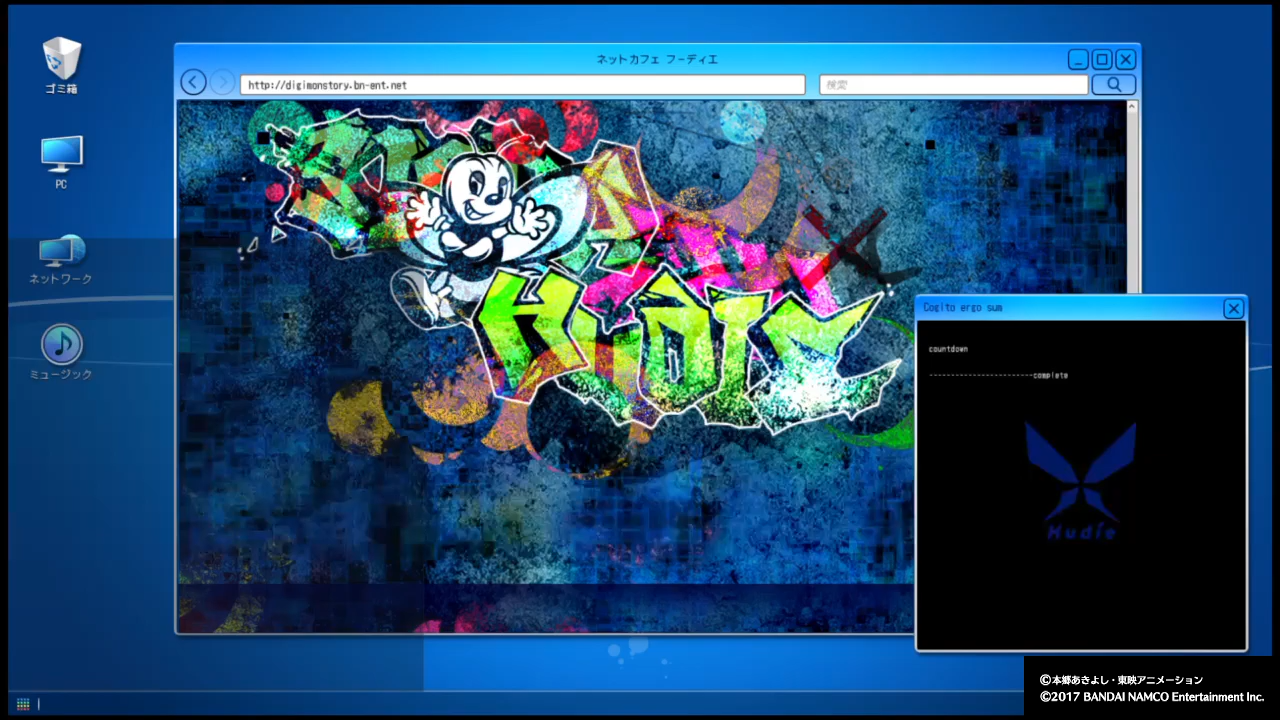 ゴミ箱
PC
ネットワーク
ミュージック
ネットカフェ フーディエ
http://digimonstory.bn-ent.net
検索
HUDIE
Cogito ergo sum
countdown
------------------------complete
Hudie
©本郷あきよし・東映アニメーション
©2017 BANDAI NAMCO Entertainment Inc.